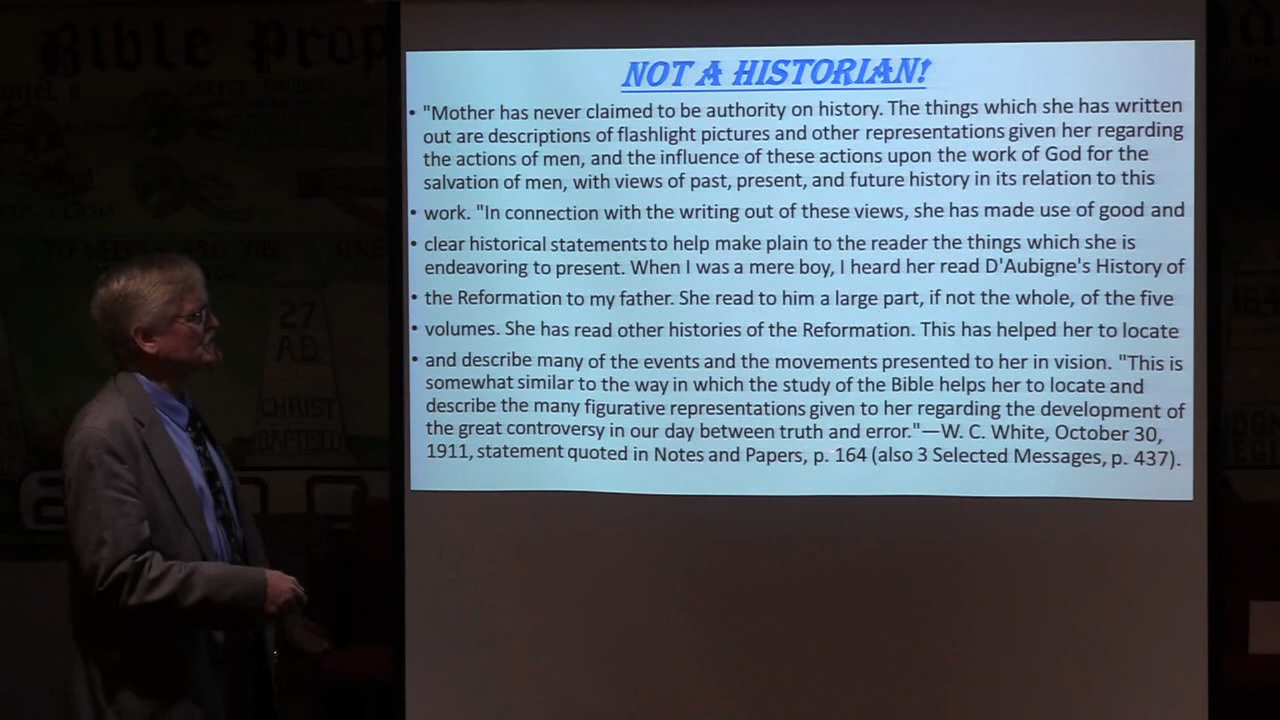 Bible Prop
NOT A HISTORIAN!
• "Mother has never claimed to be authority on history. The things which she has written
out are descriptions of flashlight pictures and other representations given her regarding
the actions of men, and the influence of these actions upon the work of God for the
salvation of men, with views of past, present, and future history in its relation to this
• work. "In connection with the writing out of these views, she has made use of good and
• clear historical statements to help make plain to the reader the things which she is
endeavoring to present. When I was a mere boy, I heard her read D'Aubigne's History of
• the Reformation to my father. She read to him a large part, if not the whole, of the five
• volumes. She has read other histories of the Reformation. This has helped her to locate
• and describe many of the events and the movements presented to her in vision. "This is
somewhat similar to the way in which the study of the Bible helps her to locate and
describe the many figurative representations given to her regarding the development of
the great controversy in our day between truth and error."—W. C. White, October 30,
1911, statement quoted in Notes and Papers, p. 164 (also 3 Selected Messages, p. 437).
27
AD
CHRIST
BAPTISED